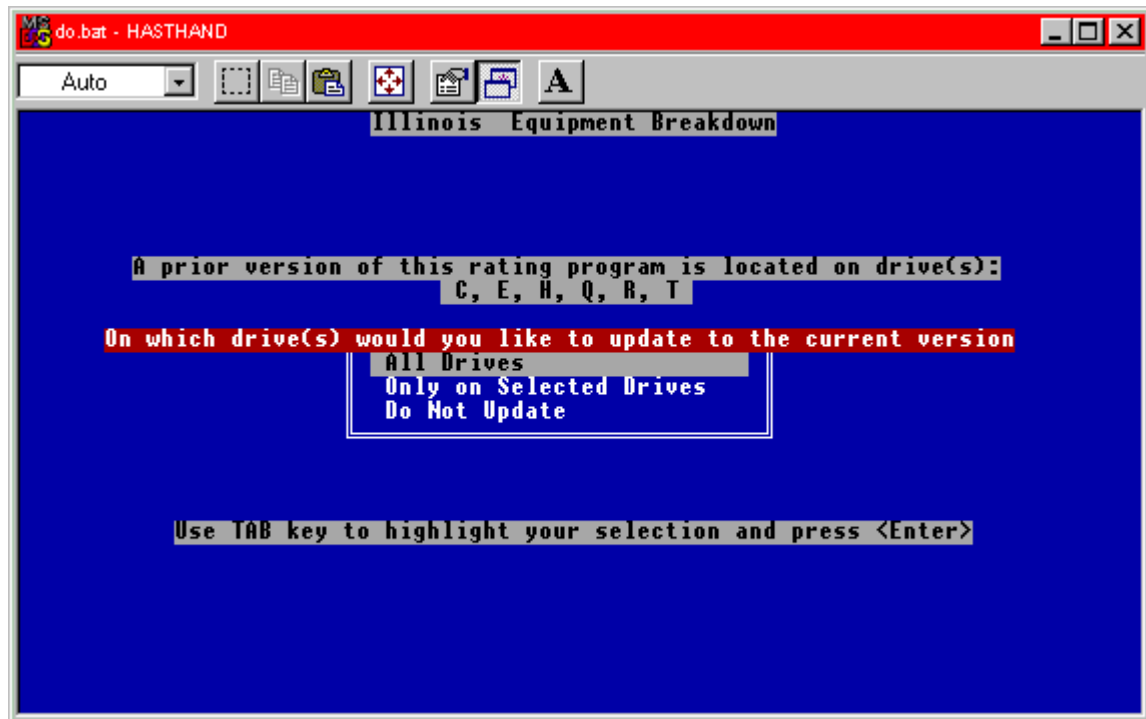 do.bat - HASTHAND
Auto
A
Illinois Equipment Breakdown
A prior version of this rating program is located on drive(s):
C, E, H, Q, R, T
On which drive(s) would you like to update to the current version
All Drives
Only on Selected Drives
Do Not Update
Use TAB key to highlight your selection and press <Enter>